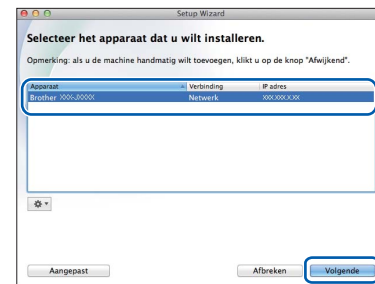 Setup Wizard
Selecteer het apparaat dat u wilt installeren.
Opmerking: als u de machine handmatig wilt toevoegen, klikt u op de knop "Afwijkend".
Apparaat Verbinding IP adres
Brother XXX-JXXXX Netwerk XXX.XXX.X.XX
Aangepast Afbreken Volgende